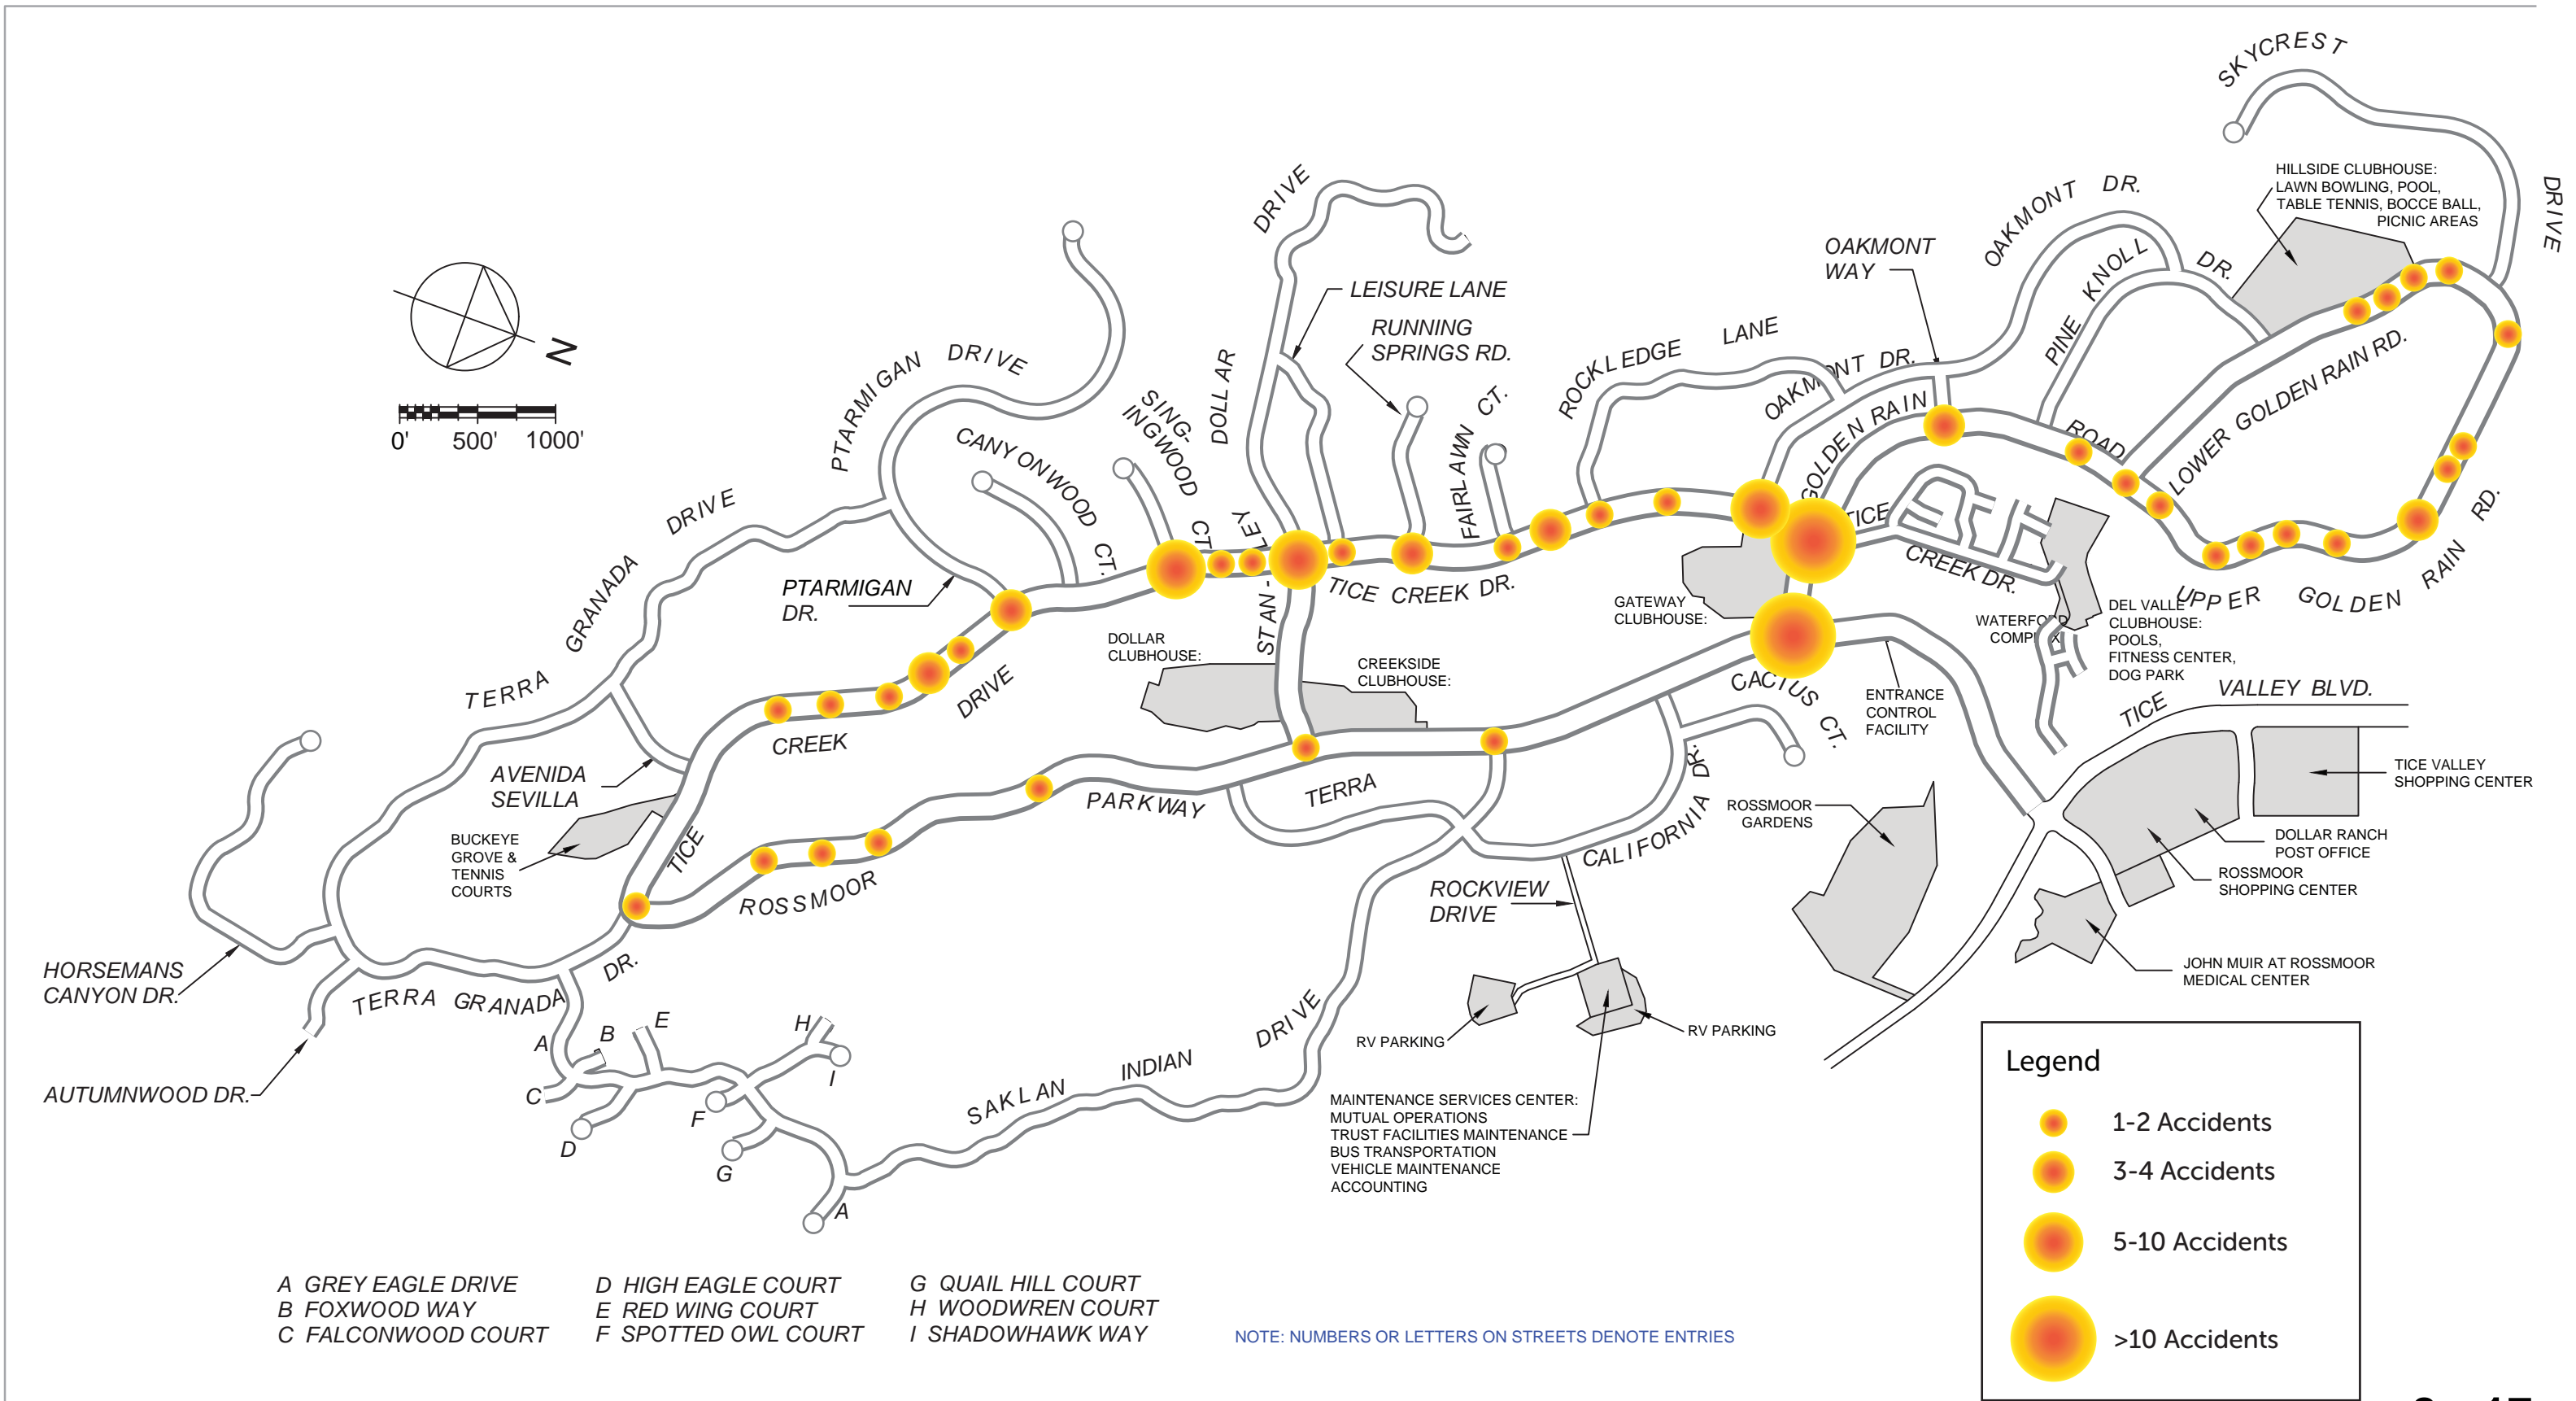 SKYCREST
DRIVE
HILLSIDE CLUBHOUSE:
LAWN BOWLING, POOL,
TABLE TENNIS, BOCCE BALL,
PICNIC AREAS
OAKMONT DR.
OAKMONT
WAY
PINE KNOLL DR.
DOLLAR DRIVE
LEISURE LANE
RUNNING
SPRINGS RD.
ROCKLEDGE LANE
OAKMONT DR.
GOLDEN RAIN ROAD
LOWER GOLDEN RAIN RD.
UPPER GOLDEN RAIN RD.
N
0' 500' 1000'
PTARMIGAN DRIVE
CANYONWOOD CT.
SING-
INGWOOD CT.
STAN-
LEY
FAIRLAWN CT.
TICE CREEK DR.
TICE
CREEK DR.
TERRA GRANADA DRIVE
PTARMIGAN
DR.
GATEWAY
CLUBHOUSE:
WATERFORD
COMPLEX
DEL VALLE
CLUBHOUSE:
POOLS,
FITNESS CENTER,
DOG PARK
DOLLAR
CLUBHOUSE:
CREEKSIDE
CLUBHOUSE:
CACTUS CT.
ENTRANCE
CONTROL
FACILITY
TICE VALLEY BLVD.
TICE CREEK DRIVE
AVENIDA
SEVILLA
BUCKEYE
GROVE &
TENNIS
COURTS
ROSSMOOR PARKWAY
TERRA
CALIFORNIA DR.
ROSSMOOR
GARDENS
TICE VALLEY
SHOPPING CENTER
DOLLAR RANCH
POST OFFICE
ROSSMOOR
SHOPPING CENTER
JOHN MUIR AT ROSSMOOR
MEDICAL CENTER
ROCKVIEW
DRIVE
HORSEMANS
CANYON DR.
TERRA GRANADA DR.
AUTUMNWOOD DR.
A
B
E
H
C
D
F
I
G
A
SAKLAN INDIAN DRIVE
RV PARKING
RV PARKING
MAINTENANCE SERVICES CENTER:
MUTUAL OPERATIONS
TRUST FACILITIES MAINTENANCE
BUS TRANSPORTATION
VEHICLE MAINTENANCE
ACCOUNTING
A GREY EAGLE DRIVE
B FOXWOOD WAY
C FALCONWOOD COURT
D HIGH EAGLE COURT
E RED WING COURT
F SPOTTED OWL COURT
G QUAIL HILL COURT
H WOODWREN COURT
I SHADOWHAWK WAY
NOTE: NUMBERS OR LETTERS ON STREETS DENOTE ENTRIES
Legend
1-2 Accidents
3-4 Accidents
5-10 Accidents
>10 Accidents